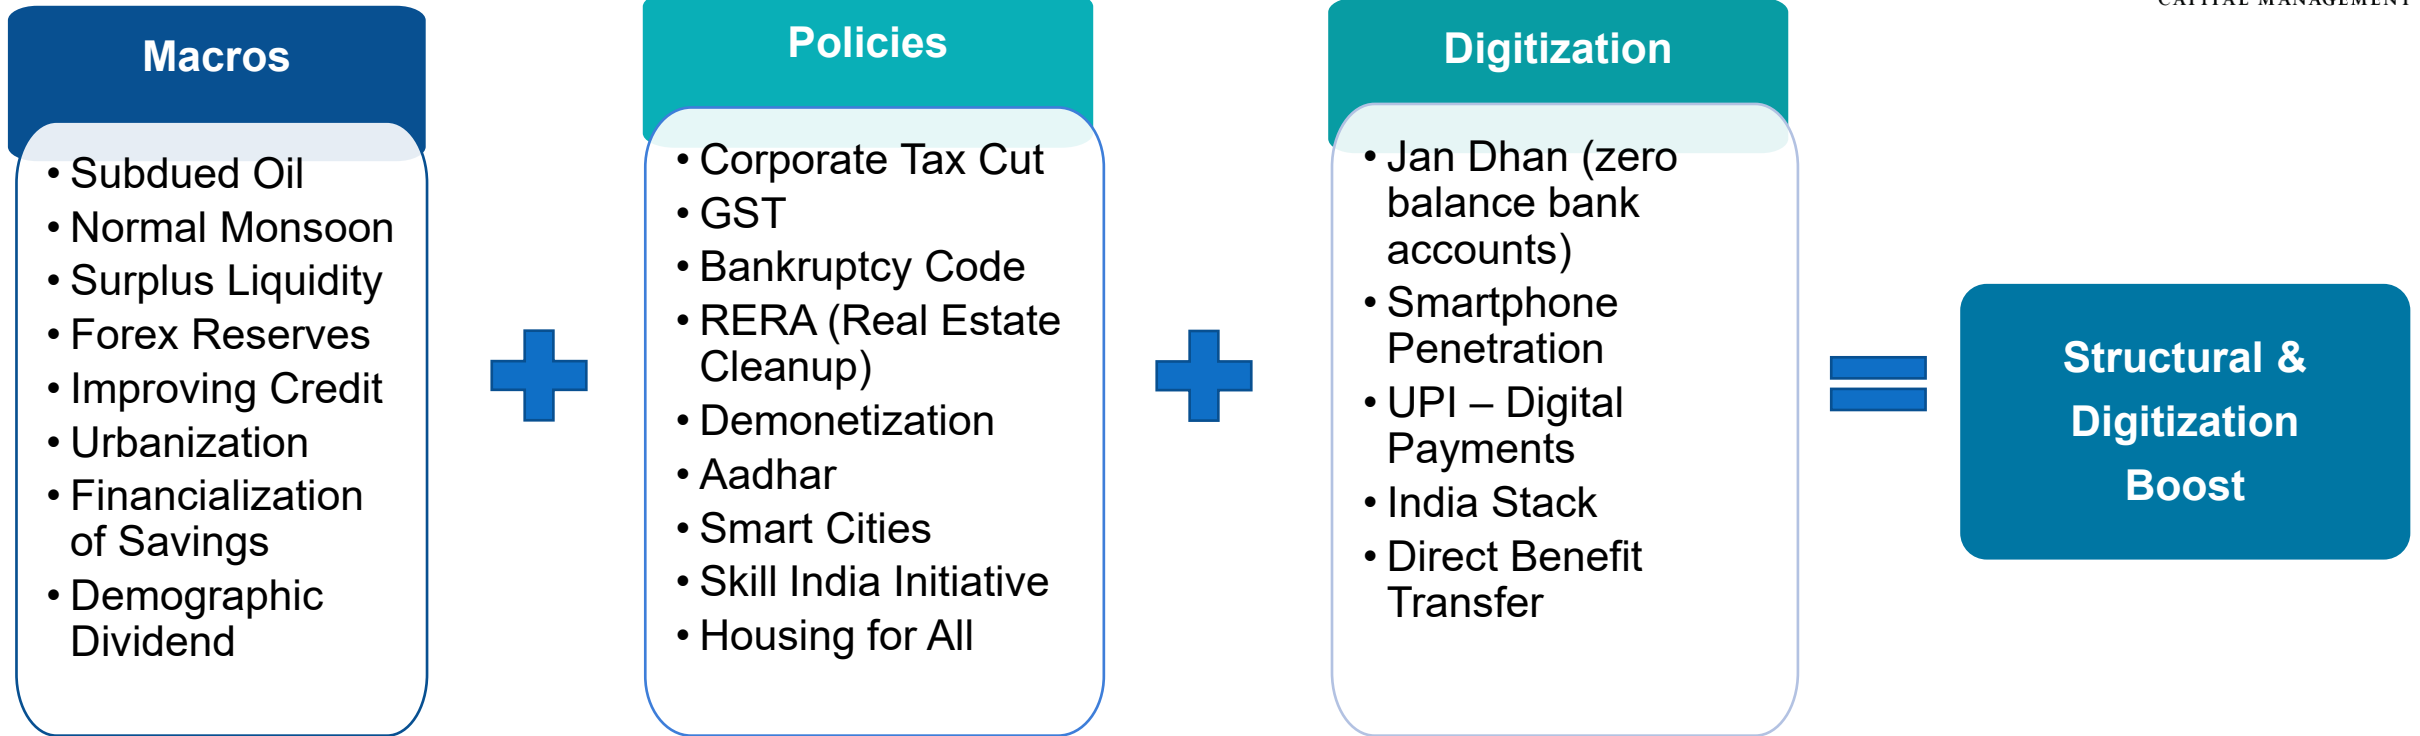 CAPITAL MANAGEMENT
Macros
• Subdued Oil
• Normal Monsoon
• Surplus Liquidity
• Forex Reserves
• Improving Credit
• Urbanization
• Financialization
of Savings
• Demographic
Dividend
Policies
• Corporate Tax Cut
• GST
• Bankruptcy Code
• RERA (Real Estate
Cleanup)
• Demonetization
• Aadhar
• Smart Cities
• Skill India Initiative
• Housing for All
Digitization
• Jan Dhan (zero
balance bank
accounts)
• Smartphone
Penetration
• UPI – Digital
Payments
• India Stack
• Direct Benefit
Transfer
Structural &
Digitization
Boost